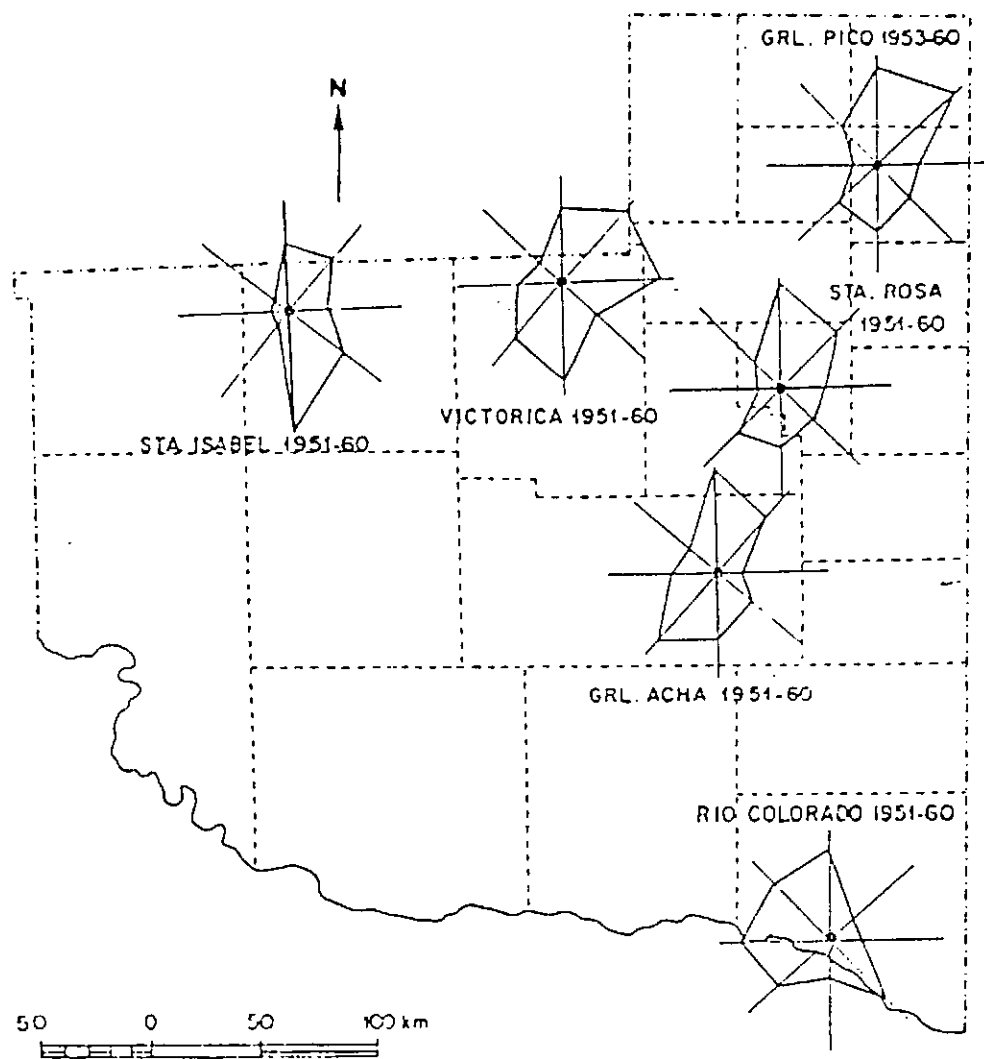 GRL. PICO 1953-60
N
STA. ROSA
1951-60
VICTORICA 1951-60
STA. ISABEL 1951-60
GRL. ACHA 1951-60
RIO COLORADO 1951-60
50 0 50 100 km